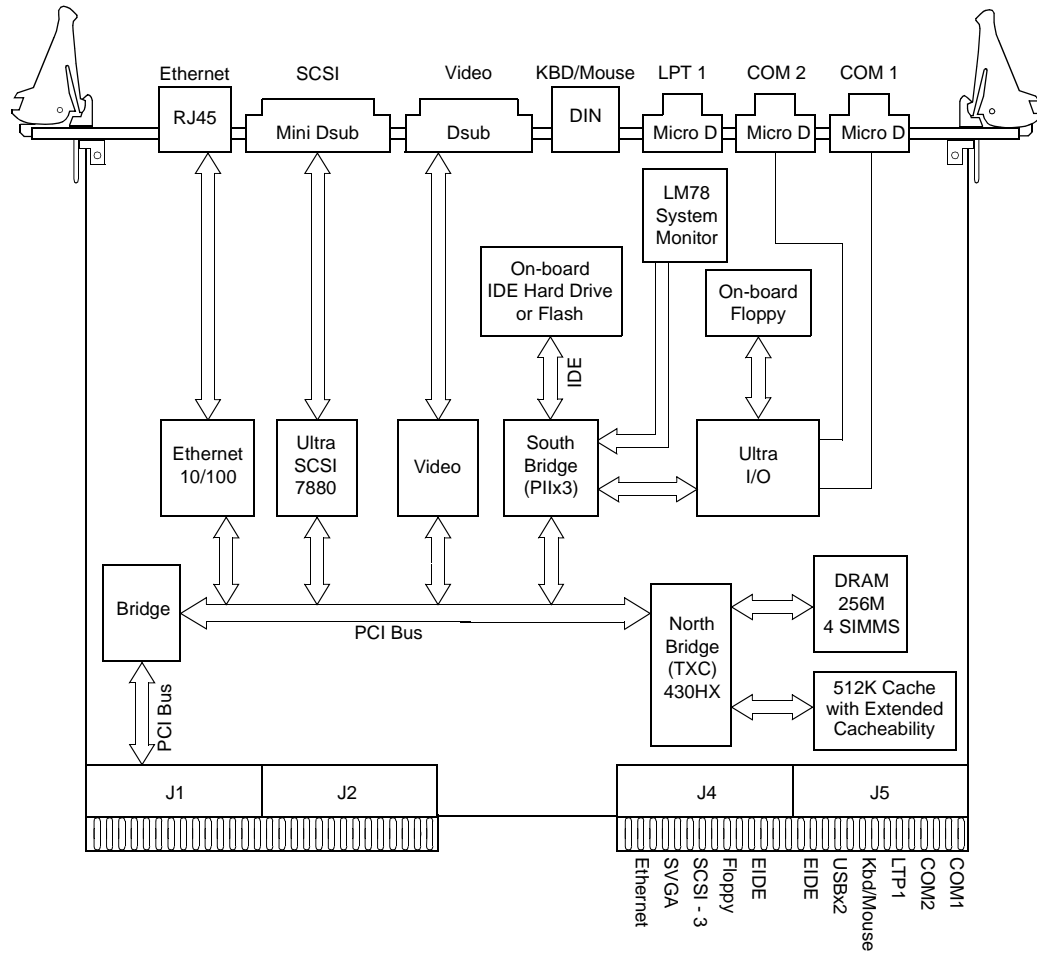 Ethernet
SCSI
Video
KBD/Mouse
LPT 1
COM 2
COM 1
RJ45
Mini Dsub
Dsub
DIN
Micro D
Micro D
Micro D
LM78
System
Monitor
On-board
IDE Hard Drive
or Flash
On-board
Floppy
IDE
Ethernet
10/100
Ultra
SCSI
7880
Video
South
Bridge
(PIIx3)
Ultra
I/O
Bridge
PCI Bus
North
Bridge
(TXC)
430HX
DRAM
256M
4 SIMMS
512K Cache
with Extended
Cacheability
PCI Bus
J1
J2
J4
J5
Ethernet
SVGA
SCSI - 3
Floppy
EIDE
EIDE
USBx2
Kbd/Mouse
LTP1
COM2
COM1